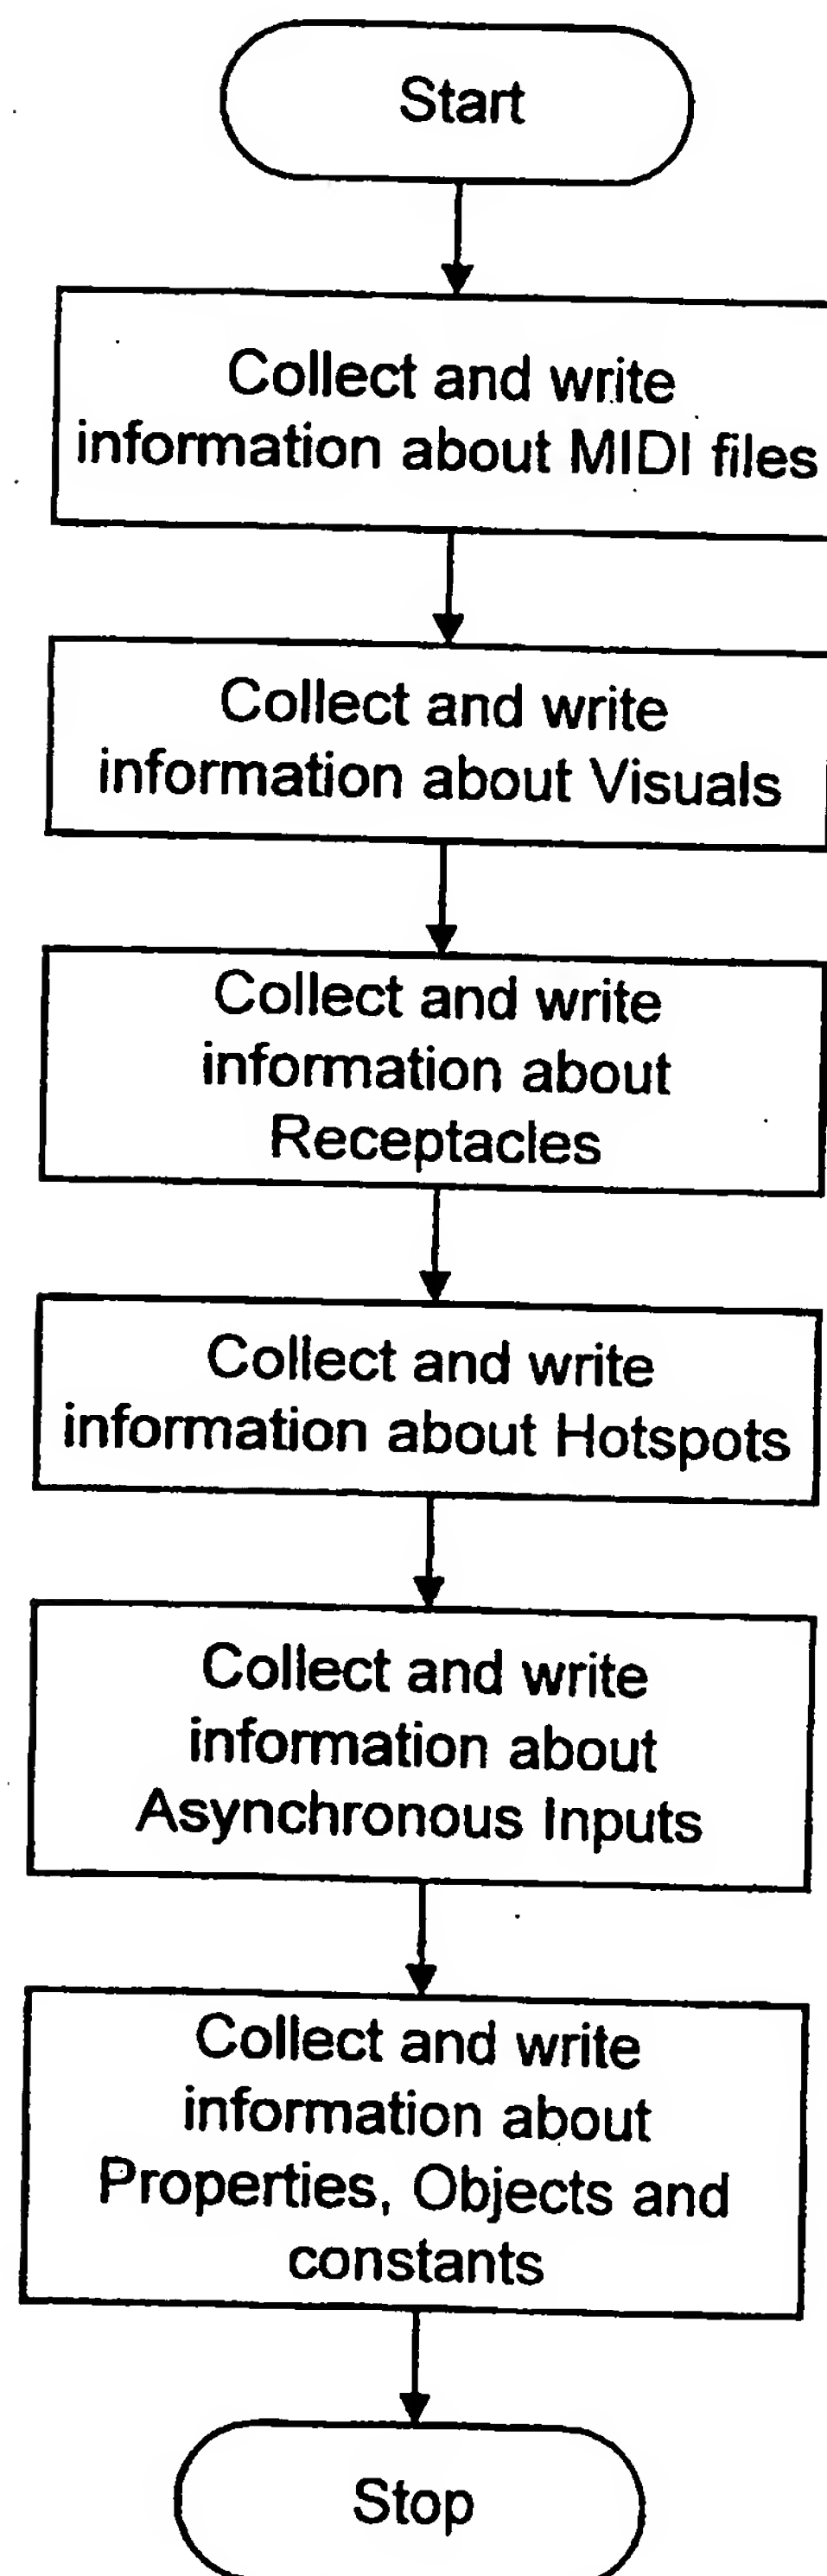 Start
Collect and write
information about MIDI files
Collect and write
information about Visuals
Collect and write
information about
Receptacles
Collect and write
information about Hotspots
Collect and write
information about
Asynchronous Inputs
Collect and write
information about
Properties, Objects and
constants
Stop